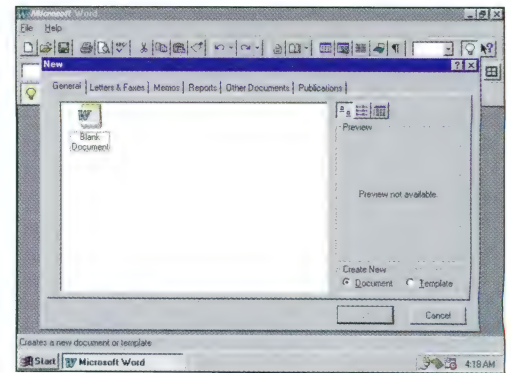 Microsoft Word
File Help
New
General Letters & Faxes Memos Reports Other Documents Publications
Blank
Document
Preview
Preview not available.
Create New
Document Template
Cancel
Creates a new document or template
Start Microsoft Word 4:18 AM